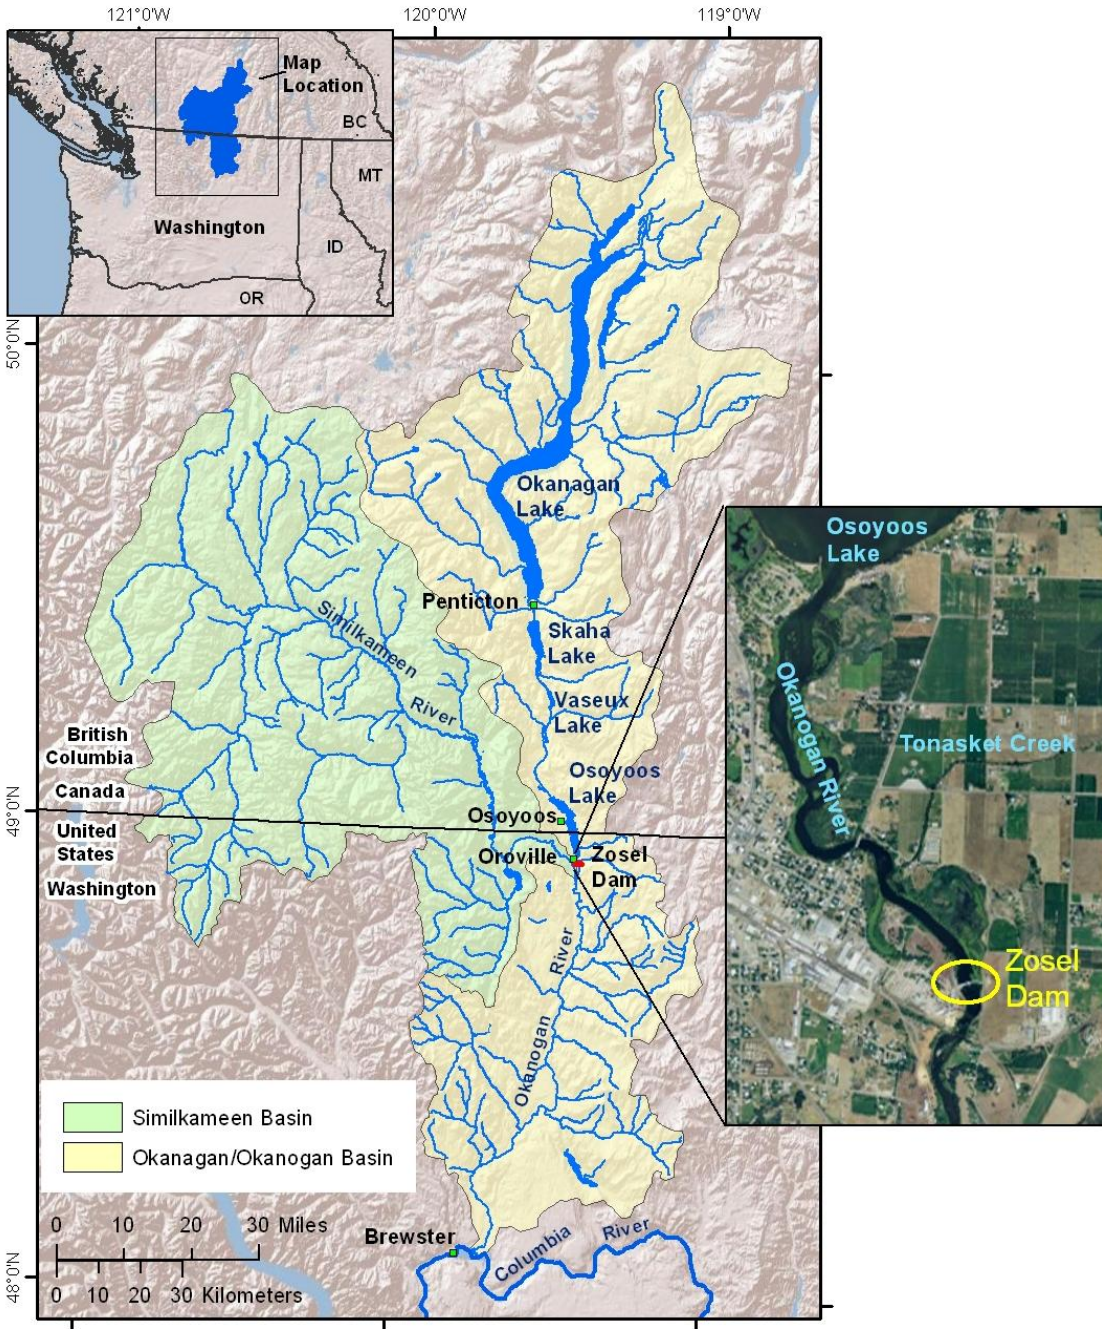 121°0'W
120°0'W
119°0'W
Map
Location
BC
MT
Washington
ID
OR
50°0'N
Okanagan
Lake
Osoyoos
Lake
Penticton
Similkameen
River
Skaha
Lake
Vaseux
Lake
Okanogan River
Tonasket Creek
British
Columbia
Canada
Osoyoos
Lake
49°0'N
Osoyoos
United
States
Washington
Oroville
Zosel
Dam
Zosel
Dam
Okanogan River
Similkameen Basin
Okanagan/Okanogan Basin
0 10 20 30 Miles
0 10 20 30 Kilometers
Brewster
Columbia River
48°0'N